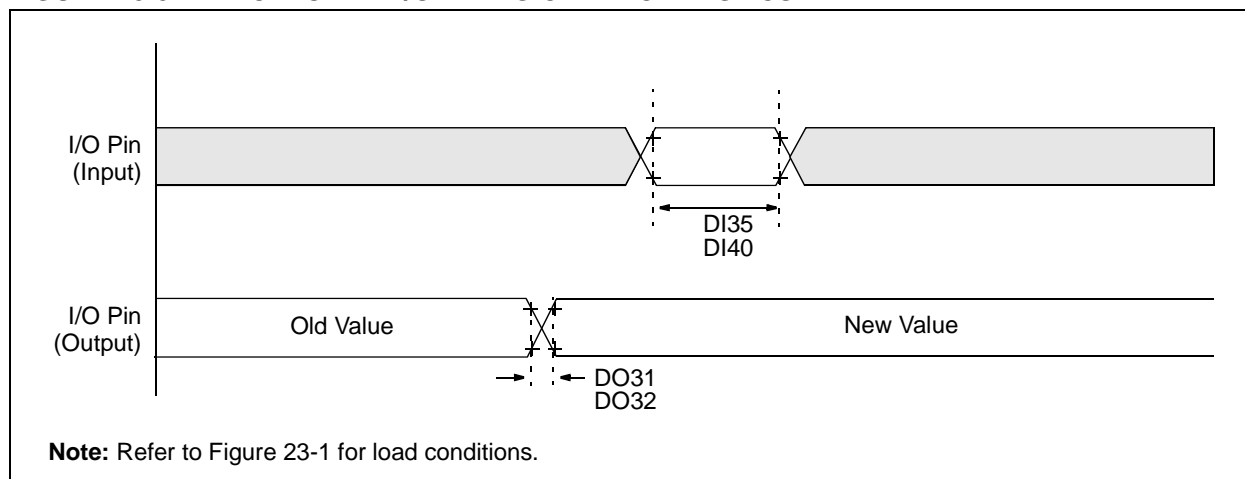 I/O Pin
(Input)
DI35
DI40
I/O Pin
(Output)
Old Value
New Value
DO31
DO32
Note: Refer to Figure 23-1 for load conditions.